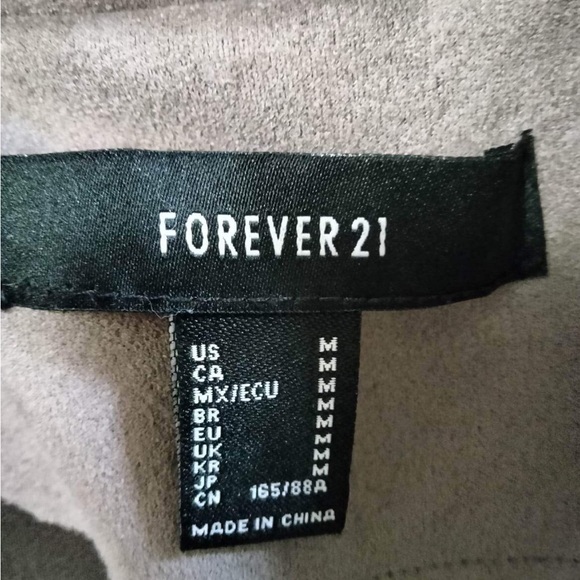 FOREVER 21
US M
CA M
MX/ECU M
BR M
EU M
UK M
KR M
JP M
CN 165/88A
MADE IN CHINA